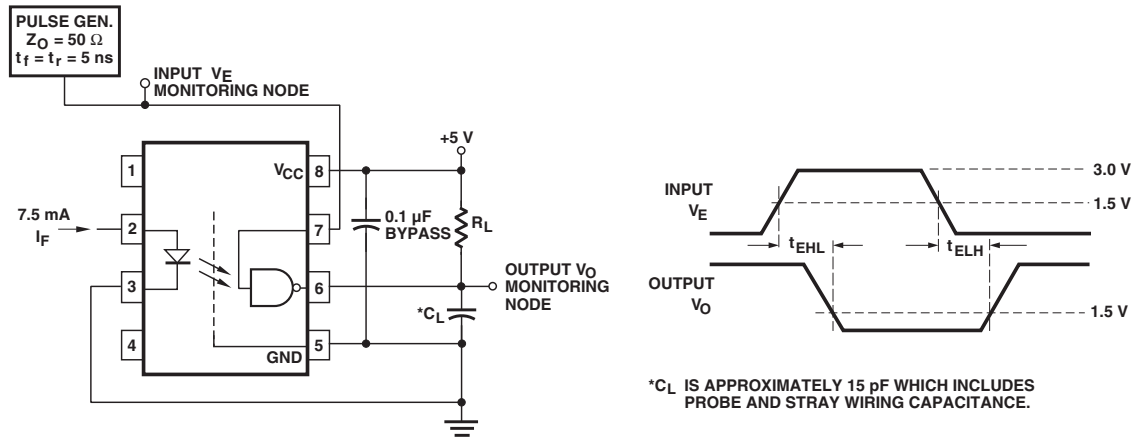 PULSE GEN.
Z_O = 50 Ω
t_f = t_r = 5 ns
INPUT V_E
MONITORING NODE
+5 V
1
V_CC 8
7.5 mA
I_F
2
7
0.1 µF
BYPASS
R_L
3
6
OUTPUT V_O
MONITORING
NODE
*C_L
4
GND
5
INPUT
V_E
3.0 V
1.5 V
t_EHL
t_ELH
OUTPUT
V_O
1.5 V
*C_L IS APPROXIMATELY 15 pF WHICH INCLUDES
PROBE AND STRAY WIRING CAPACITANCE.